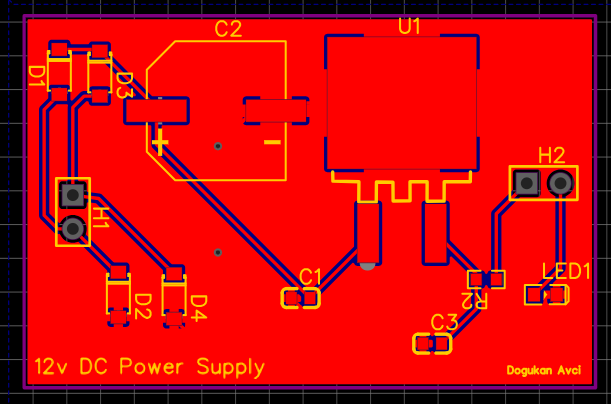 C2
U1
D1
D3
H2
H1
C1
LED1
R2
D2
D4
C3
12v DC Power Supply
Dogukan Avci